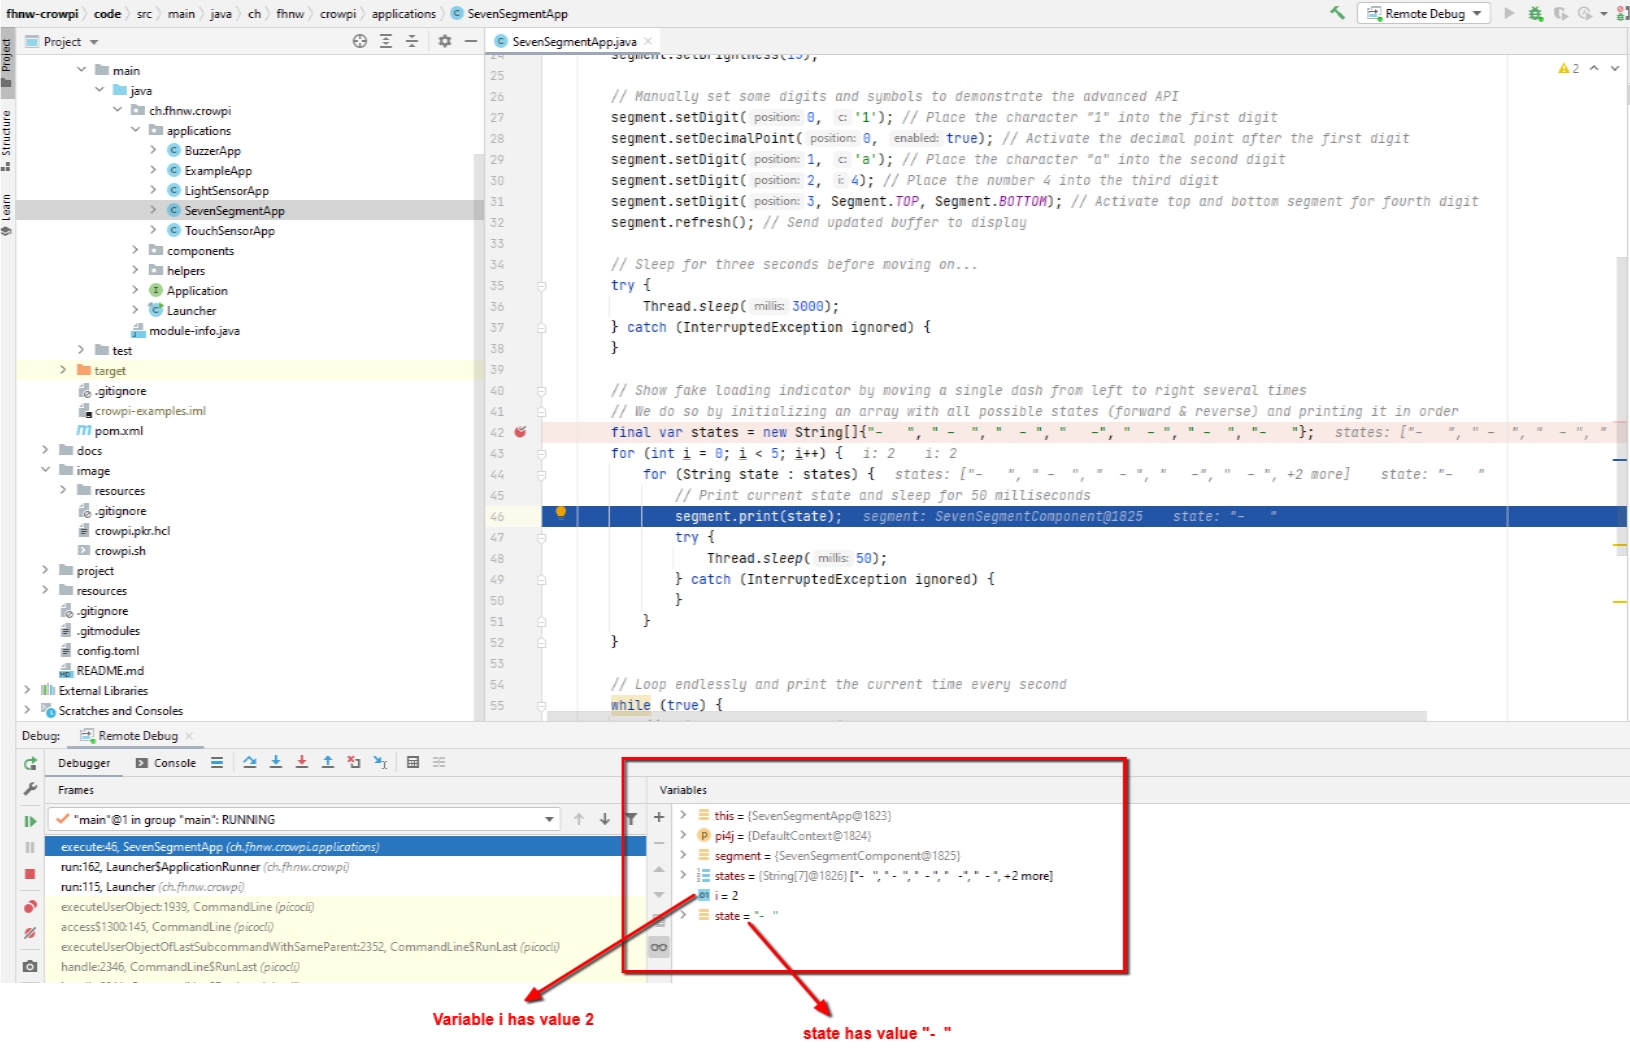 fhnw-crowpi › code › src › main › java › ch › fhnw › crowpi › applications › SevenSegmentApp
Remote Debug
Project
Structure
Learn
Project
main
java
ch.fhnw.crowpi
applications
BuzzerApp
ExampleApp
LightSensorApp
SevenSegmentApp
TouchSensorApp
components
helpers
Application
Launcher
module-info.java
test
target
.gitignore
crowpi-examples.iml
pom.xml
docs
image
resources
.gitignore
crowpi.pkr.hcl
crowpi.sh
project
resources
.gitignore
.gitmodules
config.toml
README.md
External Libraries
Scratches and Consoles
SevenSegmentApp.java
2
24 segment.setBrightness(15);
25
26 // Manually set some digits and symbols to demonstrate the advanced API
27 segment.setDigit( position: 0, c: '1'); // Place the character "1" into the first digit
28 segment.setDecimalPoint( position: 0, enabled: true); // Activate the decimal point after the first digit
29 segment.setDigit( position: 1, c: 'a'); // Place the character "a" into the second digit
30 segment.setDigit( position: 2, i: 4); // Place the number 4 into the third digit
31 segment.setDigit( position: 3, Segment.TOP, Segment.BOTTOM); // Activate top and bottom segment for fourth digit
32 segment.refresh(); // Send updated buffer to display
33
34 // Sleep for three seconds before moving on...
35 try {
36 Thread.sleep( millis: 3000);
37 } catch (InterruptedException ignored) {
38 }
39
40 // Show fake loading indicator by moving a single dash from left to right several times
41 // We do so by initializing an array with all possible states (forward & reverse) and printing it in order
42 final var states = new String[]{"-   ", " -  ", "  - ", "   -", "  - ", " -  ", "-   "}; states: ["-   ", " -  ", "  - ", "
43 for (int i = 0; i < 5; i++) { i: 2 i: 2
44 for (String state : states) { states: ["-   ", " -  ", "  - ", "   -", "  - ", +2 more] state: "-   "
45 // Print current state and sleep for 50 milliseconds
46 segment.print(state); segment: SevenSegmentComponent@1825 state: "-   "
47 try {
48 Thread.sleep( millis: 50);
49 } catch (InterruptedException ignored) {
50 }
51 }
52 }
53
54 // Loop endlessly and print the current time every second
55 while (true) {
Debug: Remote Debug
Debugger Console
Frames
"main"@1 in group "main": RUNNING
execute:46, SevenSegmentApp (ch.fhnw.crowpi.applications)
run:162, Launcher$ApplicationRunner (ch.fhnw.crowpi)
run:115, Launcher (ch.fhnw.crowpi)
executeUserObject:1939, CommandLine (picocli)
access$1300:145, CommandLine (picocli)
executeUserObjectOfLastSubcommandWithSameParent:2352, CommandLine$RunLast (picocli)
handle:2346, CommandLine$RunLast (picocli)
Variables
this = {SevenSegmentApp@1823}
pi4j = {DefaultContext@1824}
segment = {SevenSegmentComponent@1825}
states = {String[7]@1826} ["-   ", " -  ", "  - ", "   -", "  - ", +2 more]
i = 2
state = "-   "
Variable i has value 2
state has value "-  "